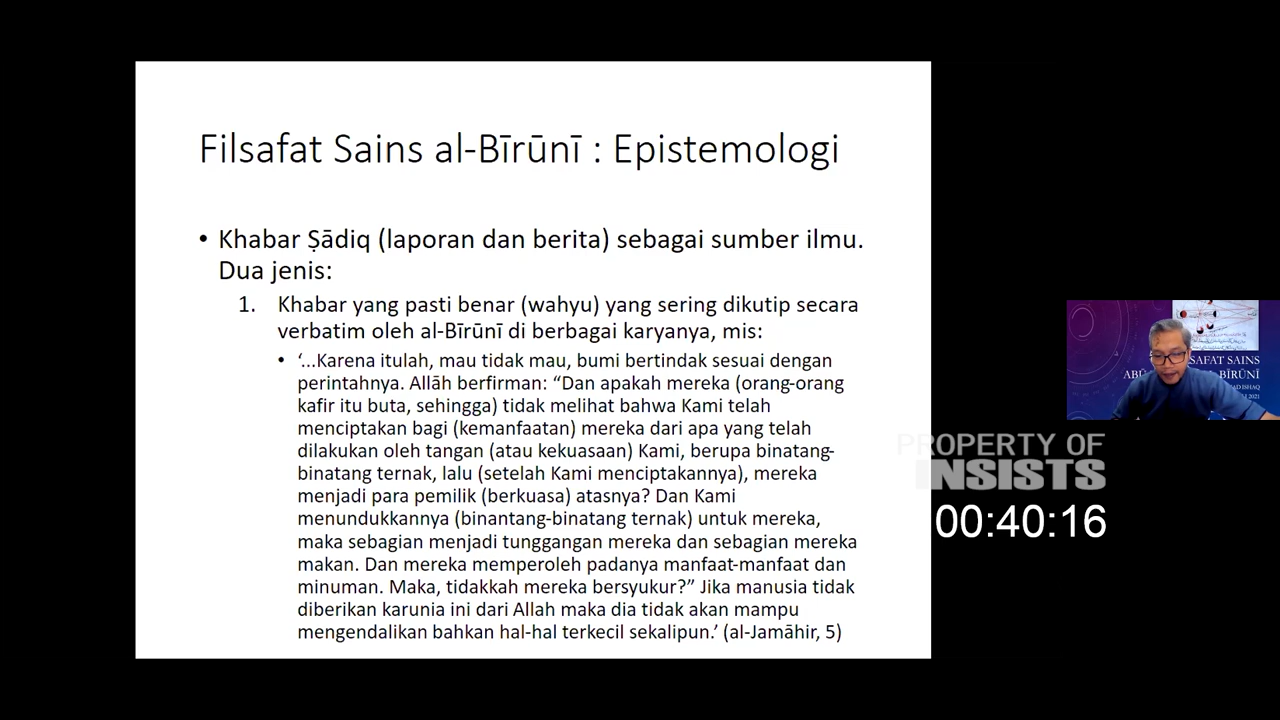 Filsafat Sains al-Bīrūnī : Epistemologi
• Khabar Ṣādiq (laporan dan berita) sebagai sumber ilmu.
Dua jenis:
1. Khabar yang pasti benar (wahyu) yang sering dikutip secara
verbatim oleh al-Bīrūnī di berbagai karyanya, mis:
• ‘...Karena itulah, mau tidak mau, bumi bertindak sesuai dengan
perintahnya. Allāh berfirman: “Dan apakah mereka (orang-orang
kafir itu buta, sehingga) tidak melihat bahwa Kami telah
menciptakan bagi (kemanfaatan) mereka dari apa yang telah
dilakukan oleh tangan (atau kekuasaan) Kami, berupa binatang-
binatang ternak, lalu (setelah Kami menciptakannya), mereka
menjadi para pemilik (berkuasa) atasnya? Dan Kami
menundukkannya (binantang-binatang ternak) untuk mereka,
maka sebagian menjadi tunggangan mereka dan sebagian mereka
makan. Dan mereka memperoleh padanya manfaat-manfaat dan
minuman. Maka, tidakkah mereka bersyukur?” Jika manusia tidak
diberikan karunia ini dari Allah maka dia tidak akan mampu
mengendalikan bahkan hal-hal terkecil sekalipun.’ (al-Jamāhir, 5)
SAFAT SAINS
ABŪ
BĪRŪNĪ
AD ISHAQ
2021
PROPERTY OF
INSISTS
00:40:16